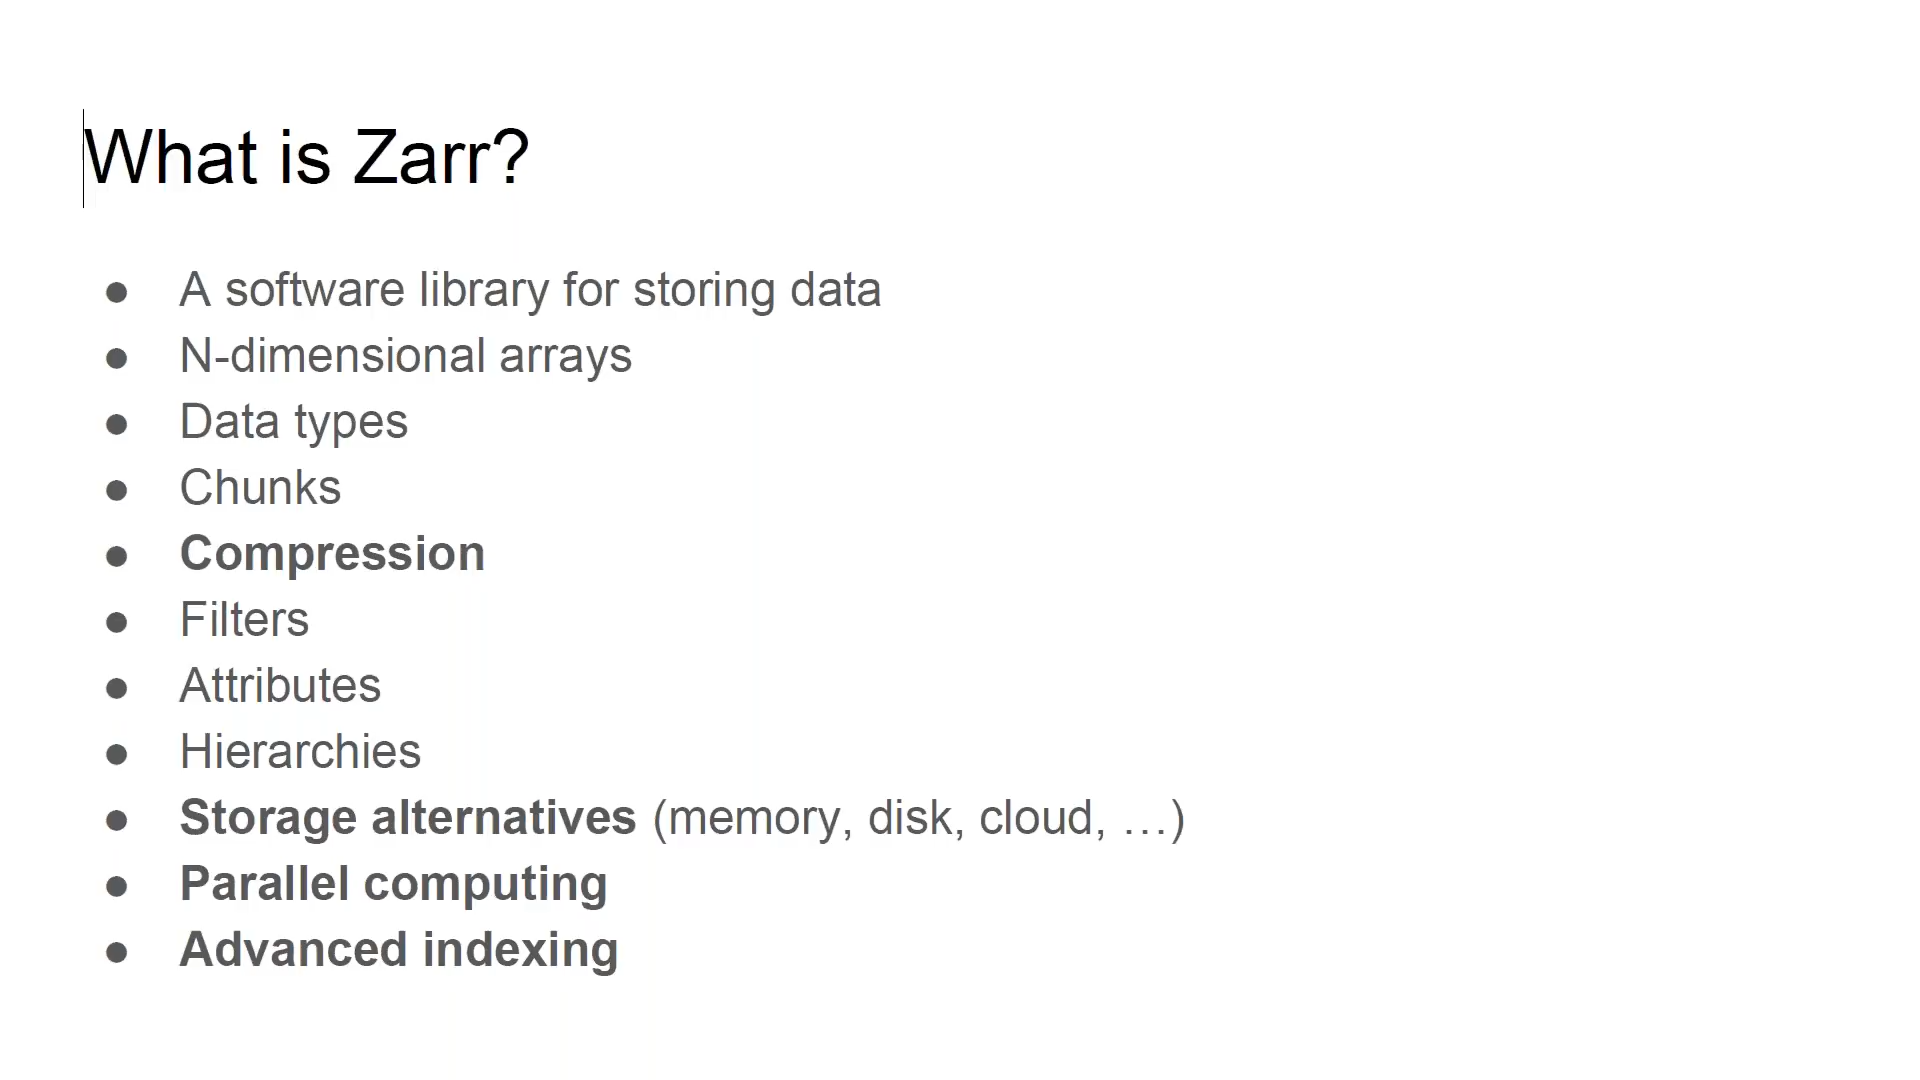 What is Zarr?
● A software library for storing data
● N-dimensional arrays
● Data types
● Chunks
● Compression
● Filters
● Attributes
● Hierarchies
● Storage alternatives (memory, disk, cloud, …)
● Parallel computing
● Advanced indexing